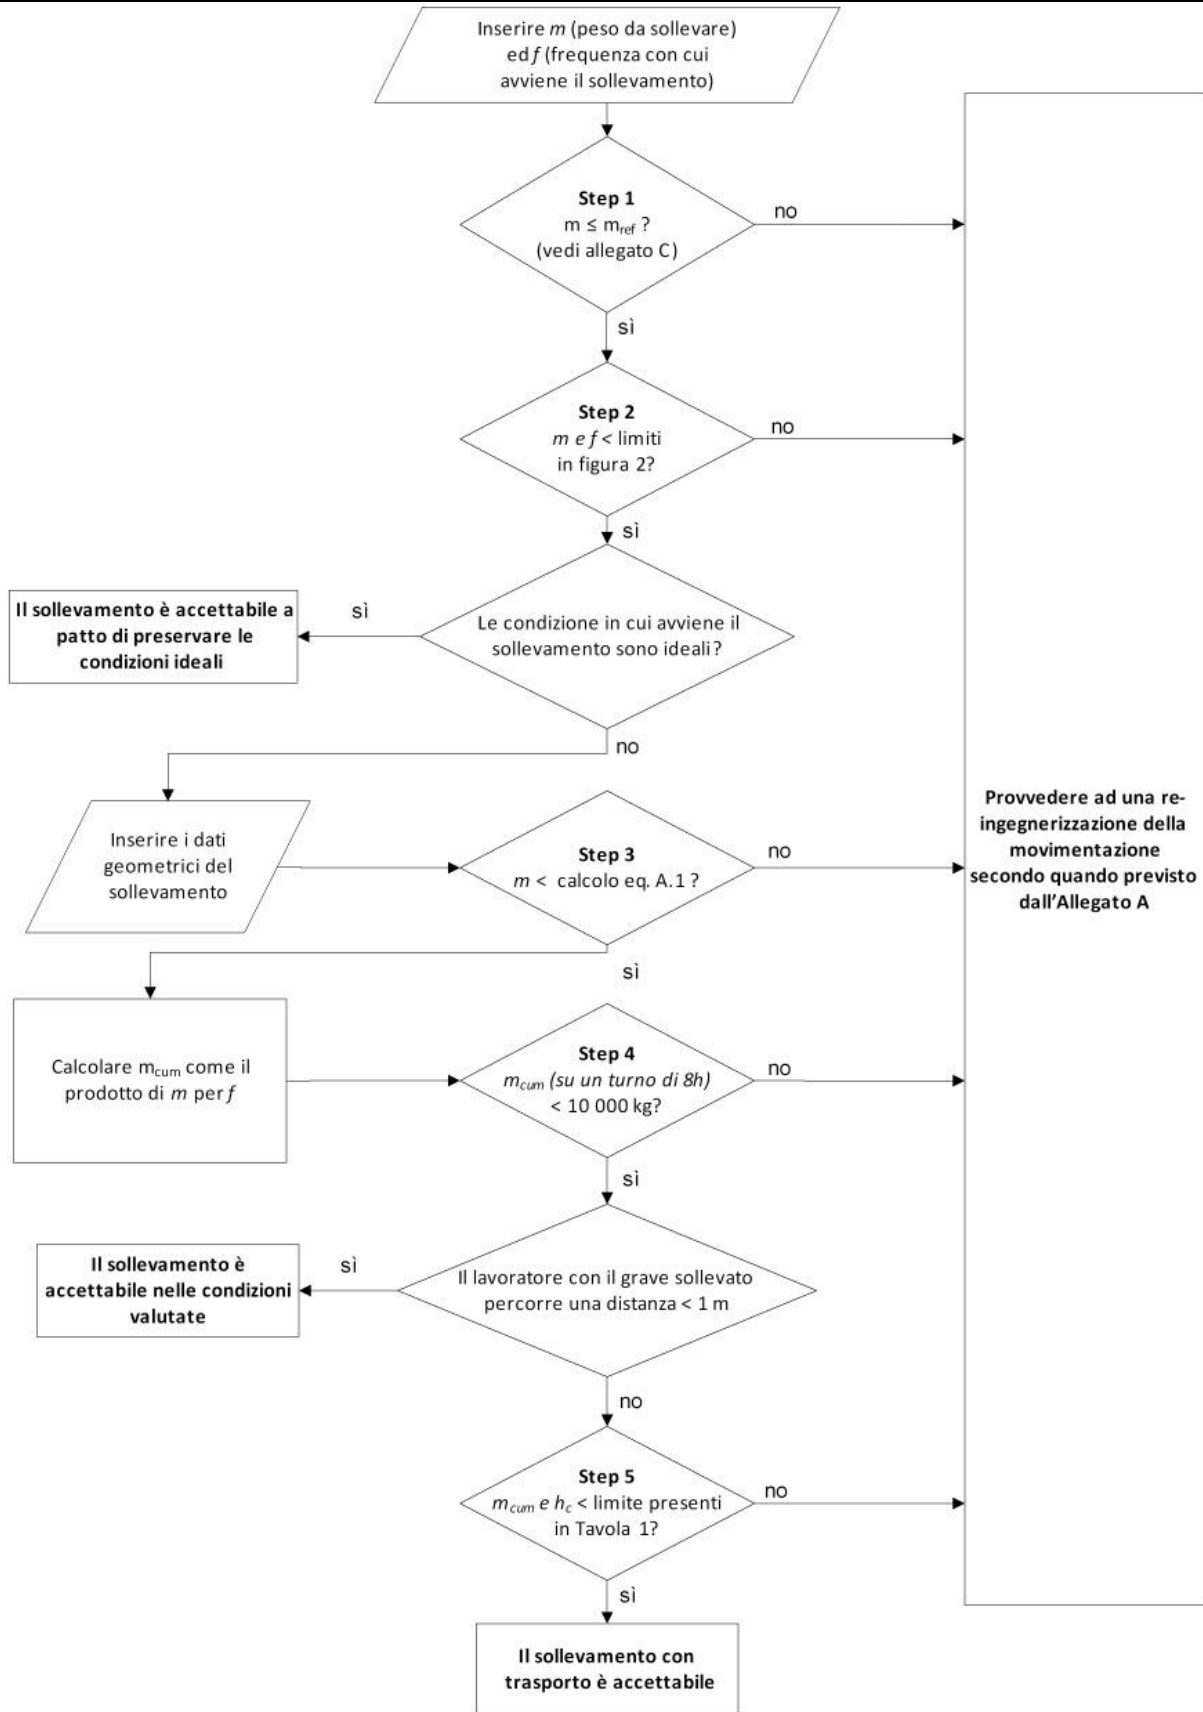 Inserire m (peso da sollevare)
ed f (frequenza con cui
avviene il sollevamento)
Step 1
m ≤ mref ?
(vedi allegato C)
no
sì
Step 2
m e f < limiti
in figura 2?
no
sì
Le condizione in cui avviene il
sollevamento sono ideali?
sì
Il sollevamento è accettabile a
patto di preservare le
condizioni ideali
no
Inserire i dati
geometrici del
sollevamento
Step 3
m < calcolo eq. A.1 ?
no
Provvedere ad una re-
ingegnerizzazione della
movimentazione
secondo quando previsto
dall'Allegato A
sì
Calcolare mcum come il
prodotto di m per f
Step 4
mcum (su un turno di 8h)
< 10 000 kg?
no
sì
Il lavoratore con il grave sollevato
percorre una distanza < 1 m
sì
Il sollevamento è
accettabile nelle condizioni
valutate
no
Step 5
mcum e hc < limite presenti
in Tavola 1?
no
sì
Il sollevamento con
trasporto è accettabile